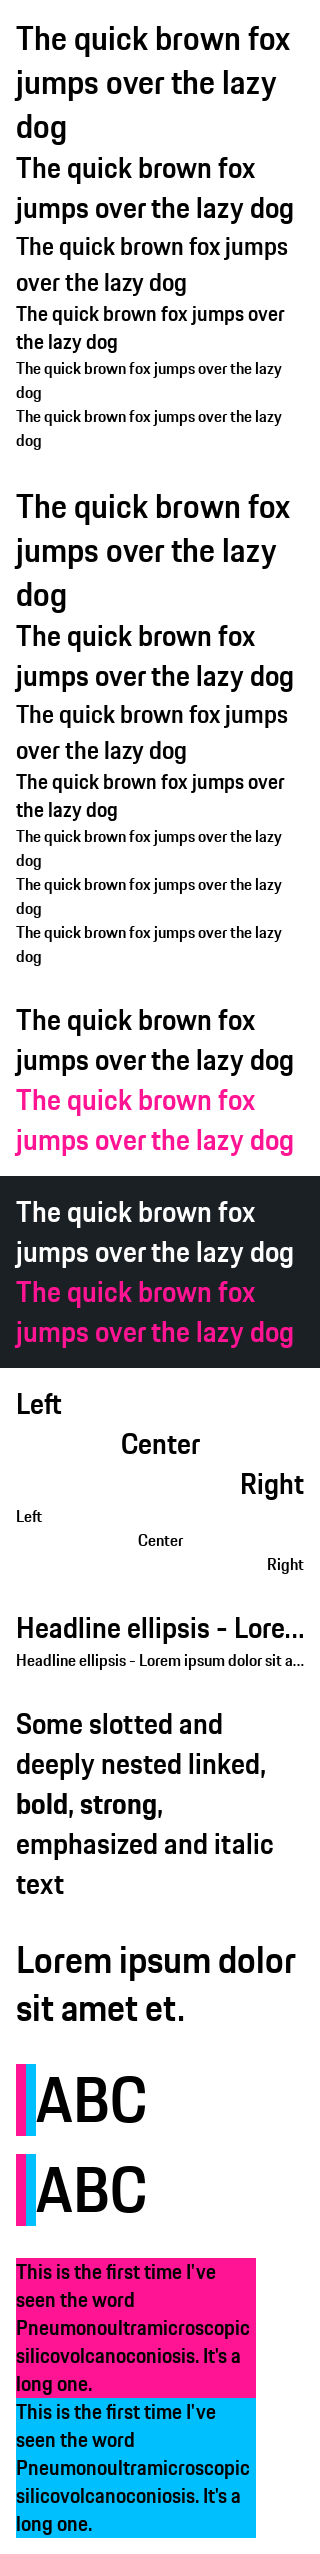 The quick brown fox
jumps over the lazy
dog
The quick brown fox
jumps over the lazy dog
The quick brown fox jumps
over the lazy dog
The quick brown fox jumps over
the lazy dog
The quick brown fox jumps over the lazy
dog
The quick brown fox jumps over the lazy
dog
The quick brown fox
jumps over the lazy
dog
The quick brown fox
jumps over the lazy dog
The quick brown fox jumps
over the lazy dog
The quick brown fox jumps over
the lazy dog
The quick brown fox jumps over the lazy
dog
The quick brown fox jumps over the lazy
dog
The quick brown fox jumps over the lazy
dog
The quick brown fox
jumps over the lazy dog
The quick brown fox
jumps over the lazy dog
The quick brown fox
jumps over the lazy dog
The quick brown fox
jumps over the lazy dog
Left
Center
Right
Left
Center
Right
Headline ellipsis - Lore...
Headline ellipsis - Lorem ipsum dolor sit a...
Some slotted and
deeply nested linked,
bold, strong,
emphasized and italic
text
Lorem ipsum dolor
sit amet et.
ABC
ABC
This is the first time I've
seen the word
Pneumonoultramicroscopic
silicovolcanoconiosis. It's a
long one.
This is the first time I've
seen the word
Pneumonoultramicroscopic
silicovolcanoconiosis. It's a
long one.